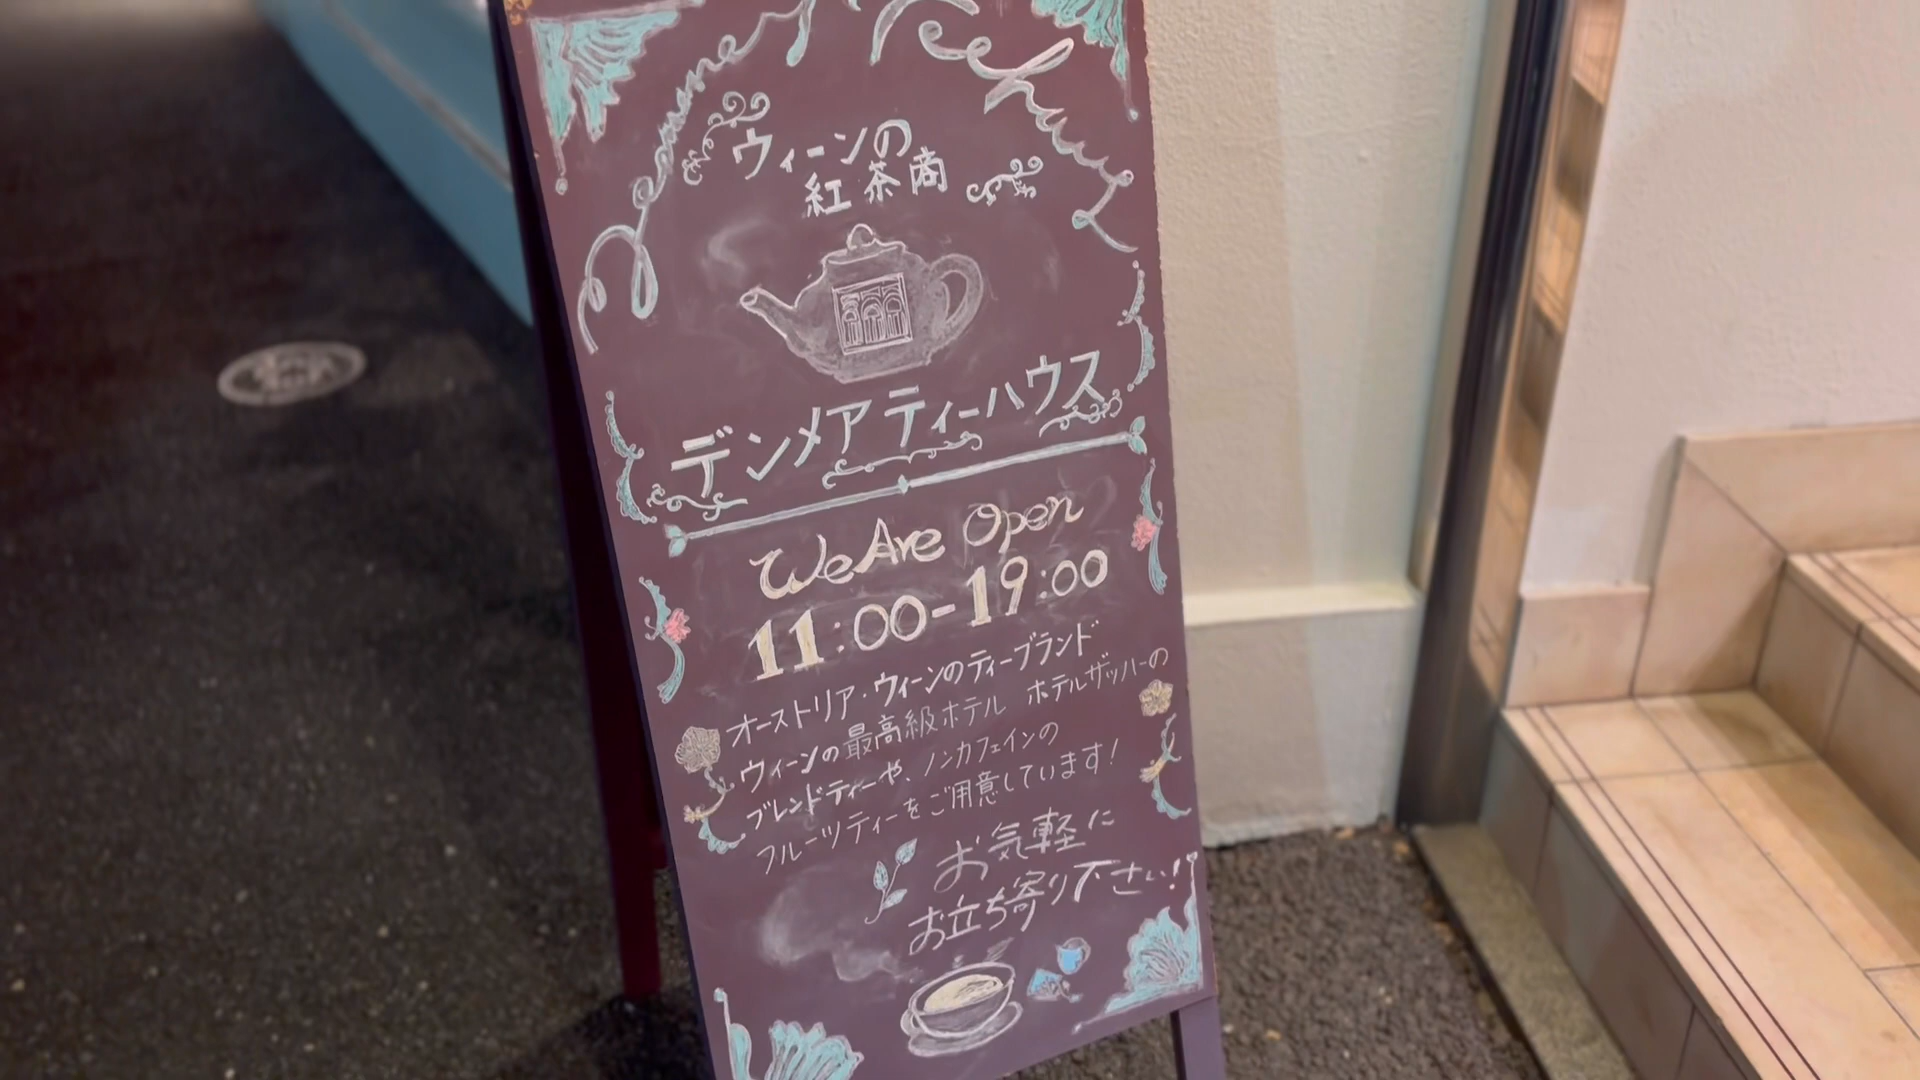 Demmer Teehaus
ウィーンの
紅茶商
デンメアティーハウス
We Are Open
11:00-19:00
オーストリア・ウィーンのティーブランド
ウィーンの最高級ホテル ホテルザッハーの
ブレンドティーや、ノンカフェインの
フルーツティーをご用意しています!
お気軽に
お立ち寄り下さい!